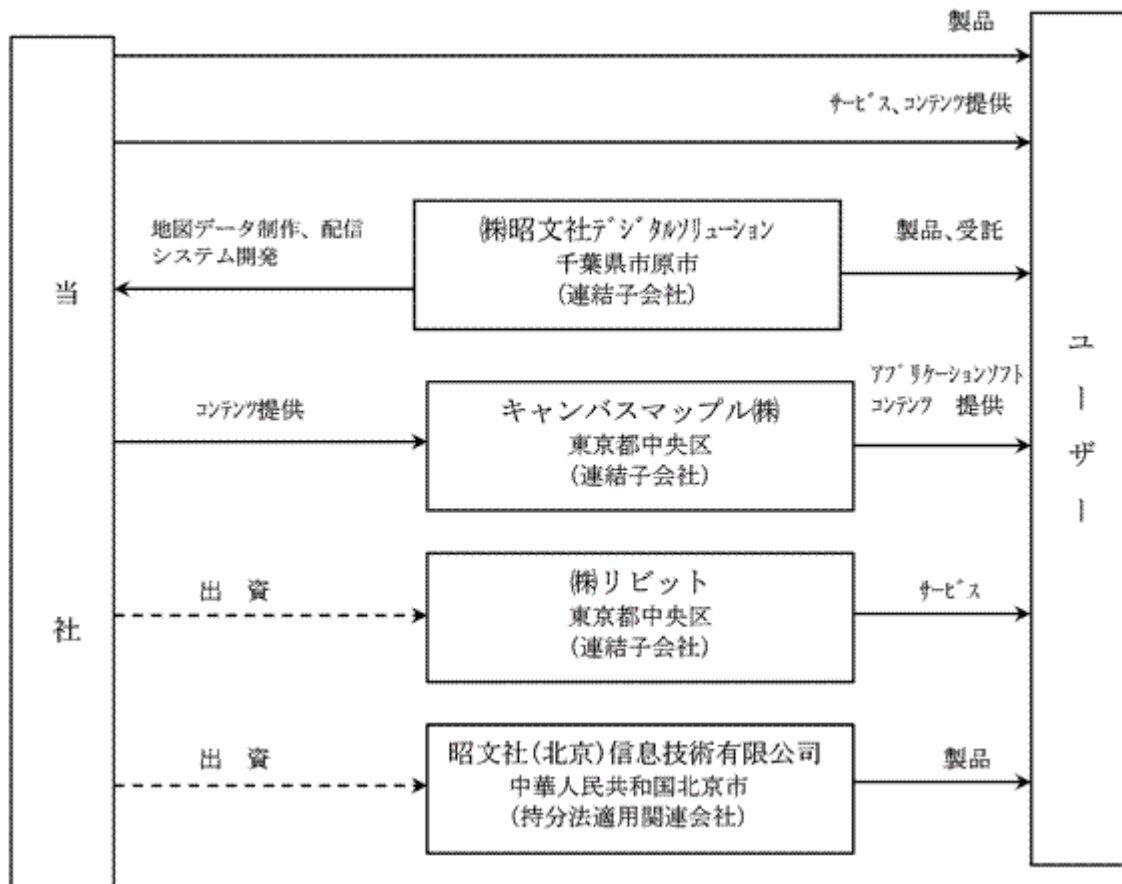 製品
サービス、コンテンツ提供
地図データ制作、配信
システム開発
㈱昭文社デジタルソリューション
千葉県市原市
(連結子会社)
製品、受託
当社
ユーザー
コンテンツ提供
キャンバスマップル㈱
東京都中央区
(連結子会社)
アプリケーションソフト
コンテンツ 提供
出 資
㈱リビット
東京都中央区
(連結子会社)
サービス
出 資
昭文社(北京)信息技術有限公司
中華人民共和国北京市
(持分法適用関連会社)
製品